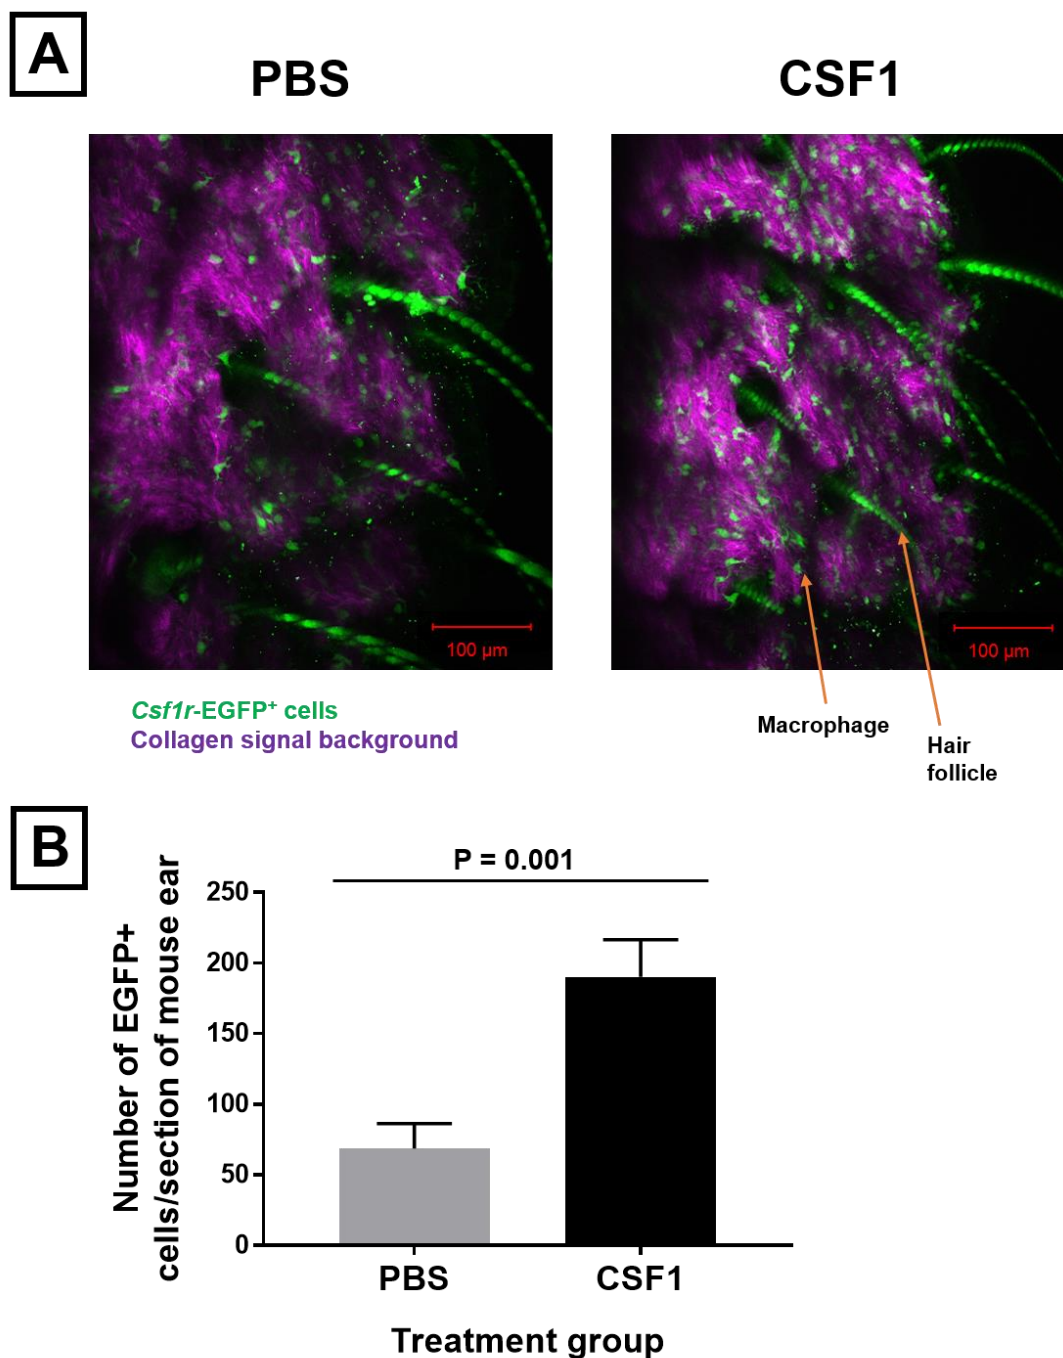 A
PBS
CSF1
100 µm
100 µm
Csf1r-EGFP⁺ cells
Collagen signal background
Macrophage
Hair
follicle
B
P = 0.001
Number of EGFP+
cells/section of mouse ear
250
200
150
100
50
0
PBS
CSF1
Treatment group